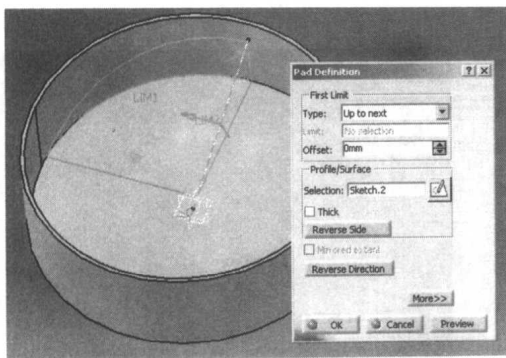 LIM1
Pad Definition
First Limit
Type: Up to next
Limit: No selection
Offset: 0mm
Profile/Surface
Selection: Sketch.2
Thick
Reverse Side
Mirrored extent
Reverse Direction
More>>
OK Cancel Preview